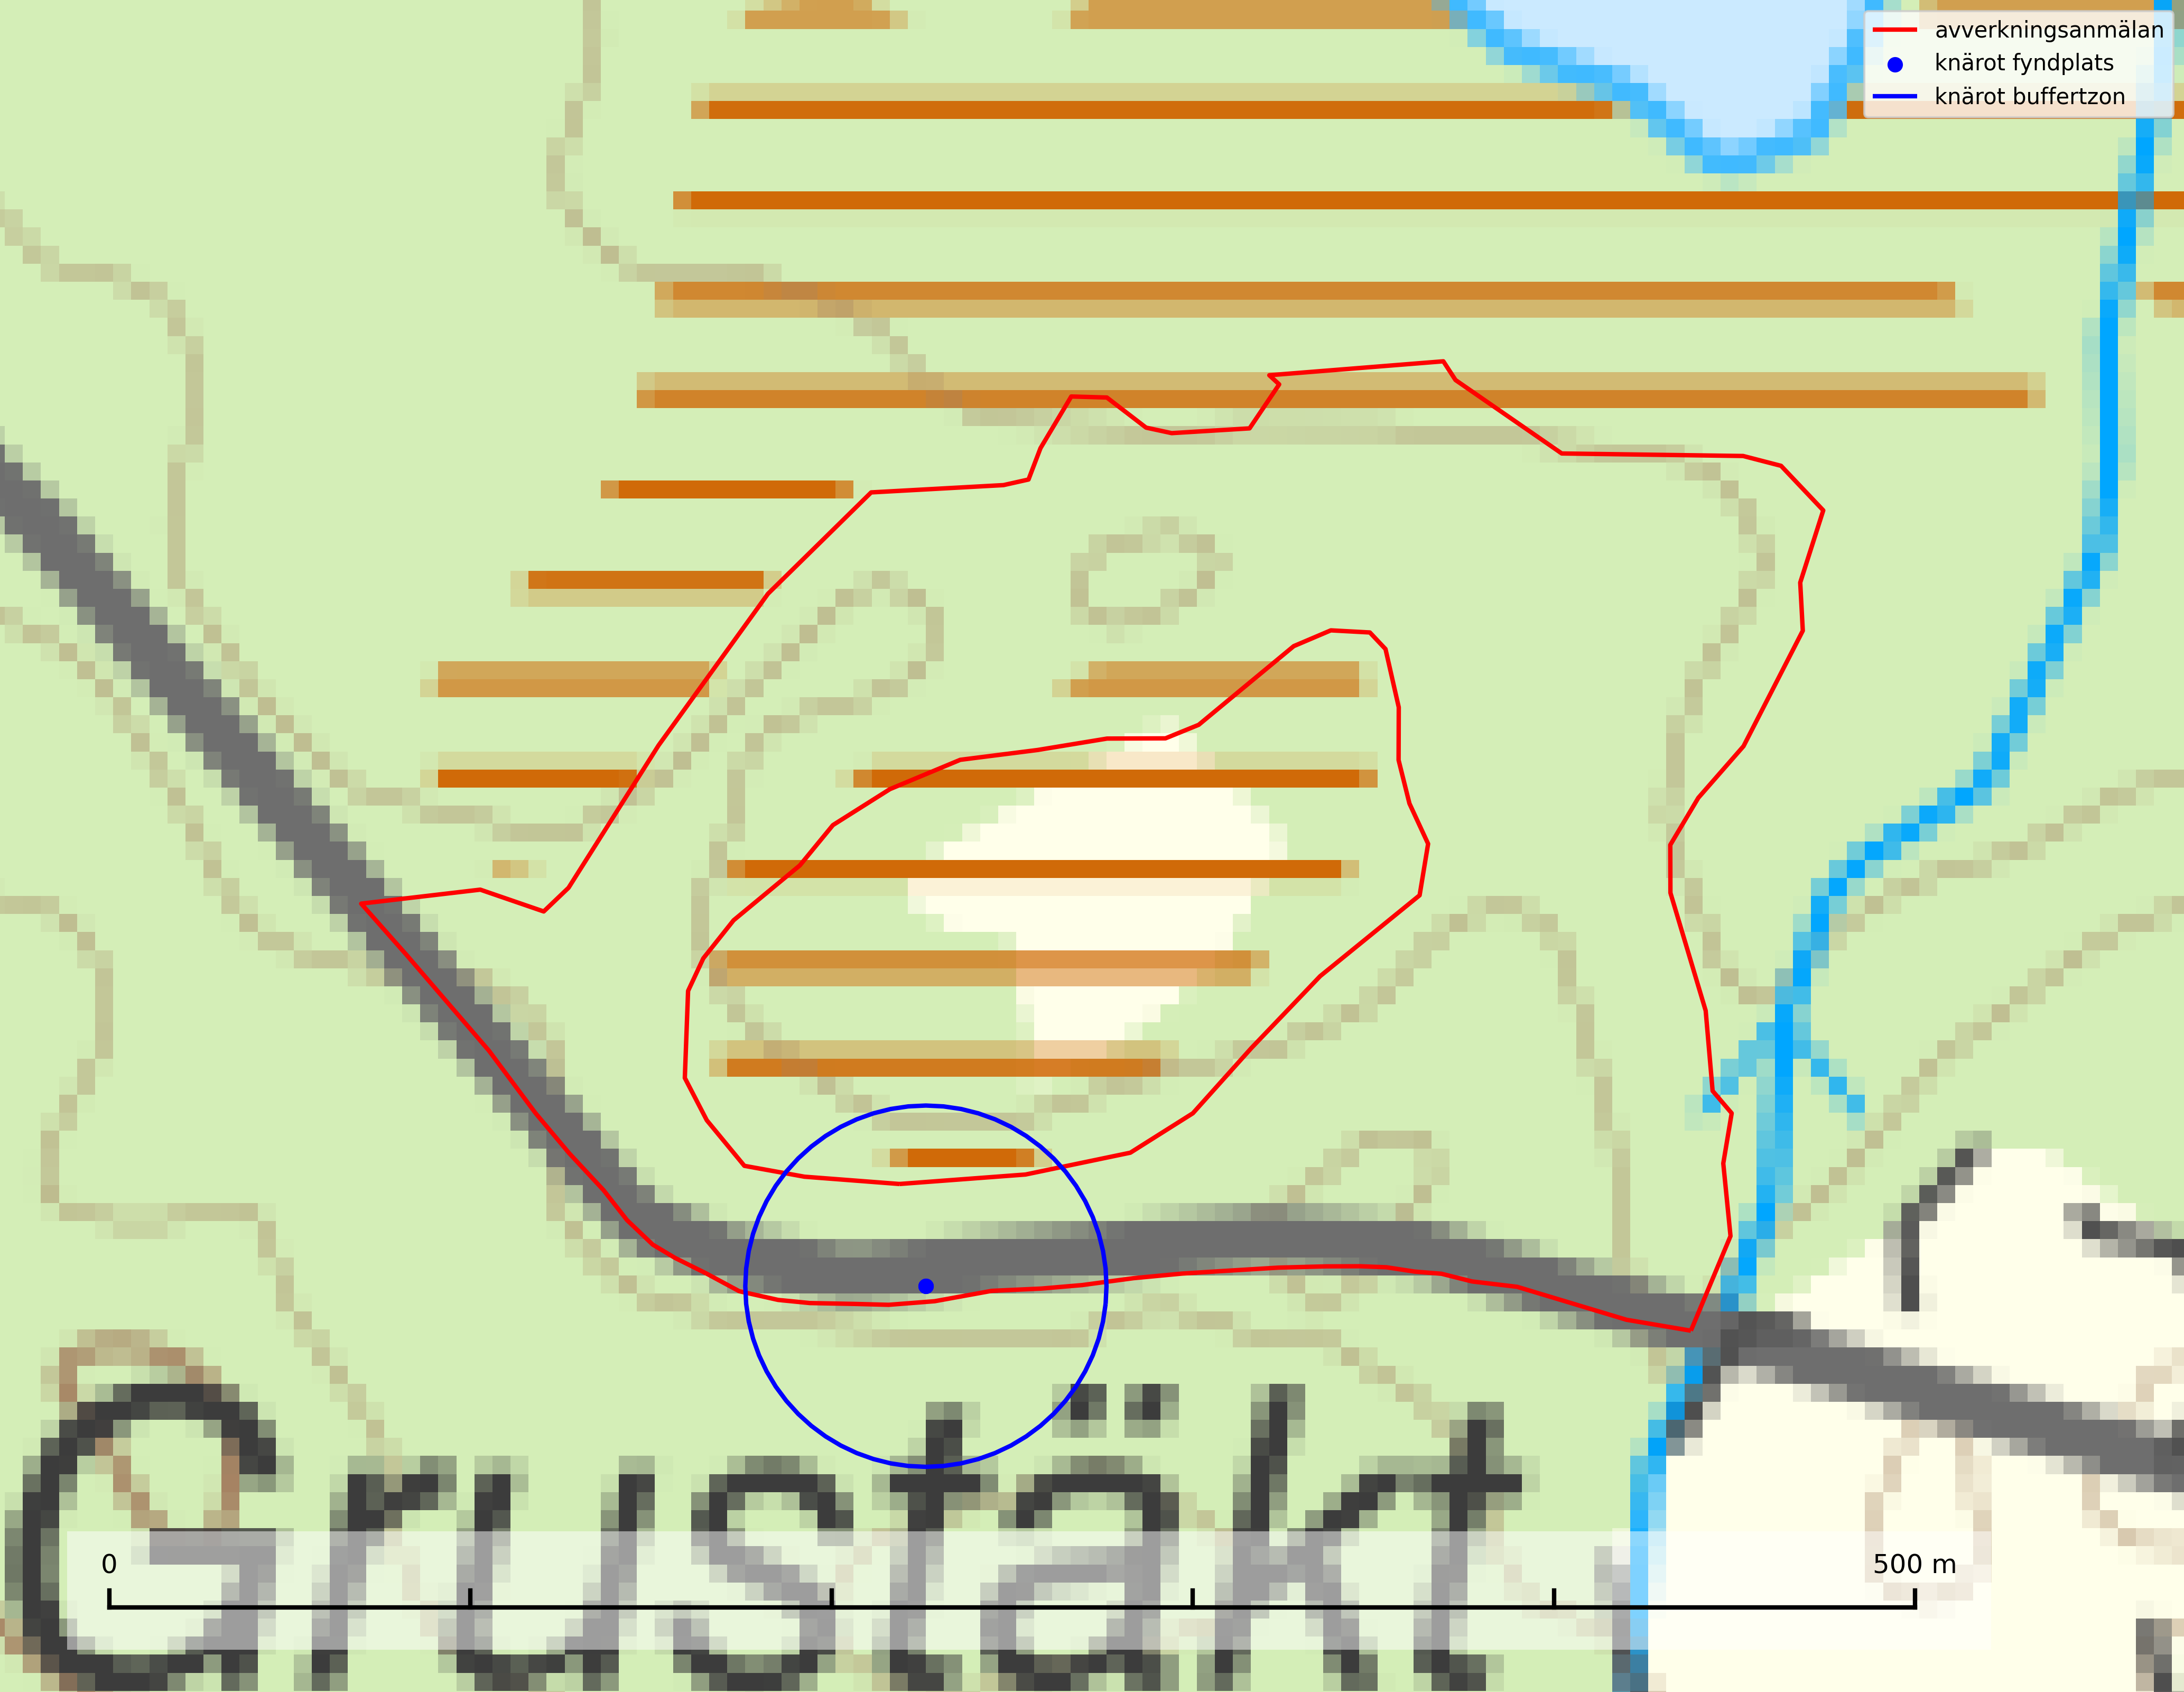 avverkningsanmälan
knärot fyndplats
knärot buffertzon
Grustäkt
0
500 m